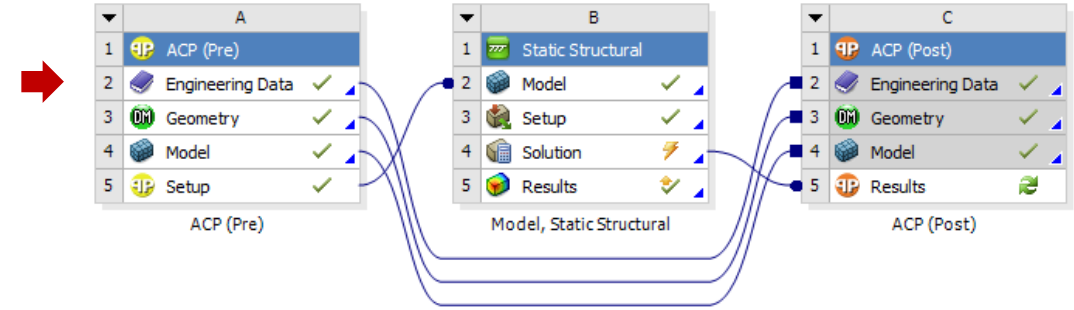 A
1 ACP (Pre)
2 Engineering Data
3 DM Geometry
4 Model
5 Setup
ACP (Pre)
B
1 Static Structural
2 Model
3 Setup
4 Solution
5 Results
Model, Static Structural
C
1 ACP (Post)
2 Engineering Data
3 DM Geometry
4 Model
5 Results
ACP (Post)